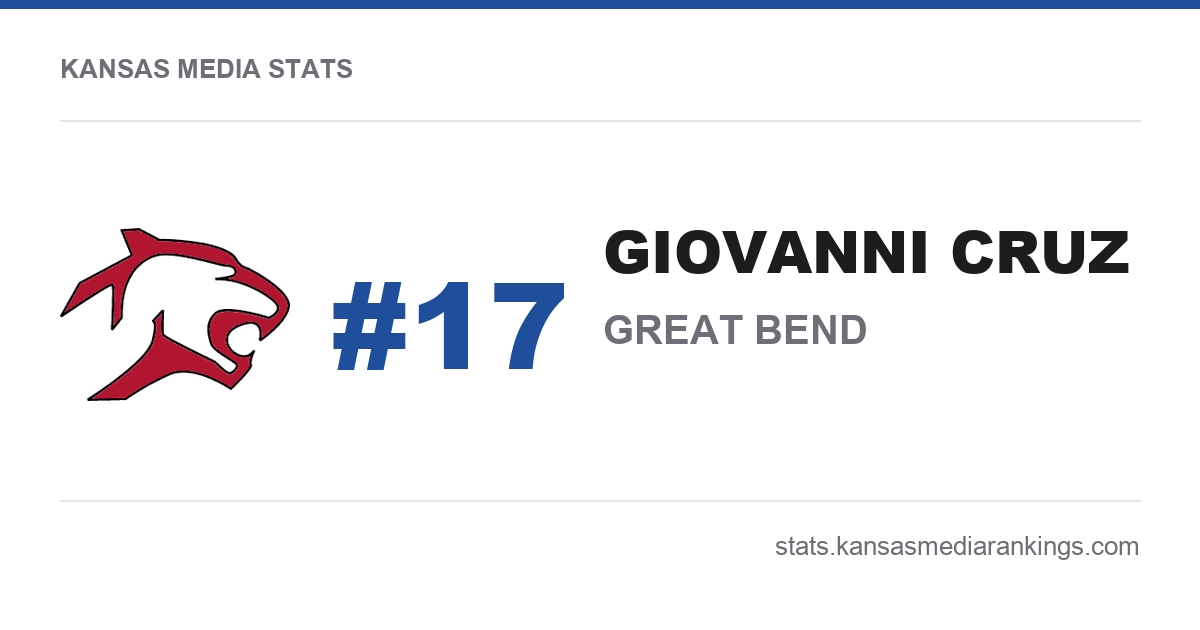 KANSAS MEDIA STATS
#17
GIOVANNI CRUZ
GREAT BEND
stats.kansasmediarankings.com